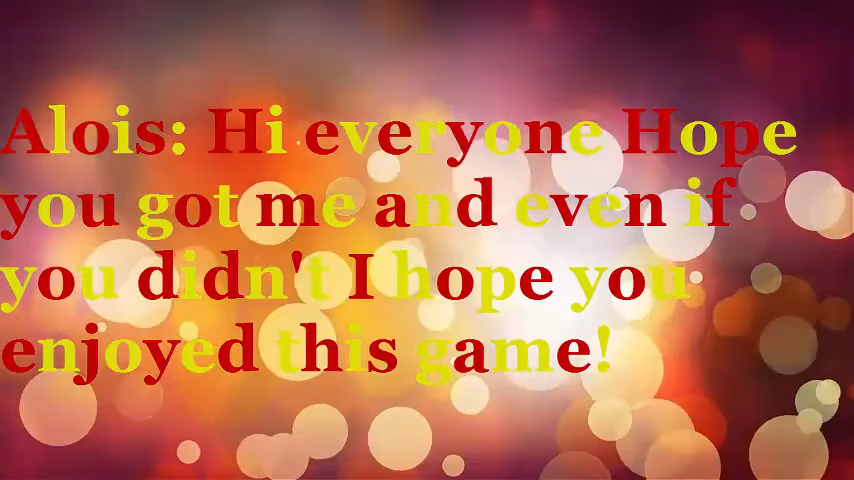 Alois: Hi everyone Hope
you got me and even if
you didn't I hope you
enjoyed this game!